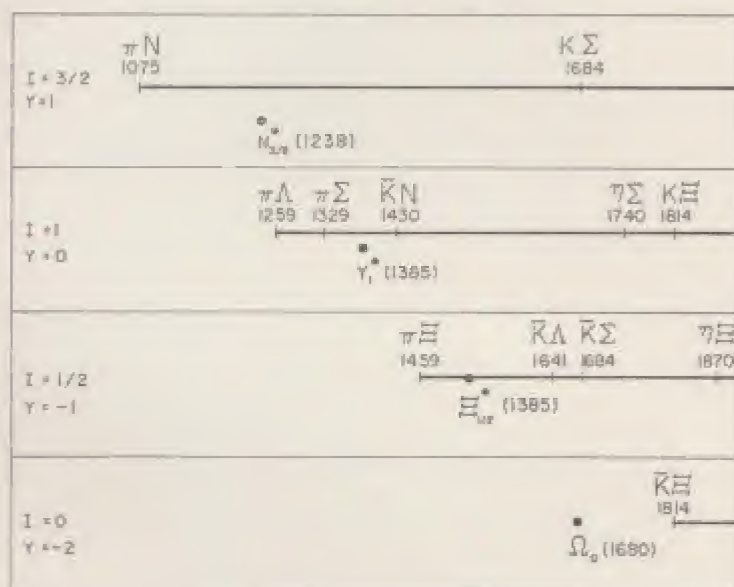 πN KΣ
1075 1684
I = 3/2
Y = 1
N*3/2 (1238)
πΛ πΣ K̄N ηΣ KΞ
1259 1329 1430 1740 1814
I = 1
Y = 0
Y₁* (1385)
πΞ K̄Λ K̄Σ ηΞ
1459 1641 1684 1870
I = 1/2
Y = -1
Ξ*1/2 (1385)
K̄Ξ
1814
I = 0
Y = -2
Ω₀ (1680)